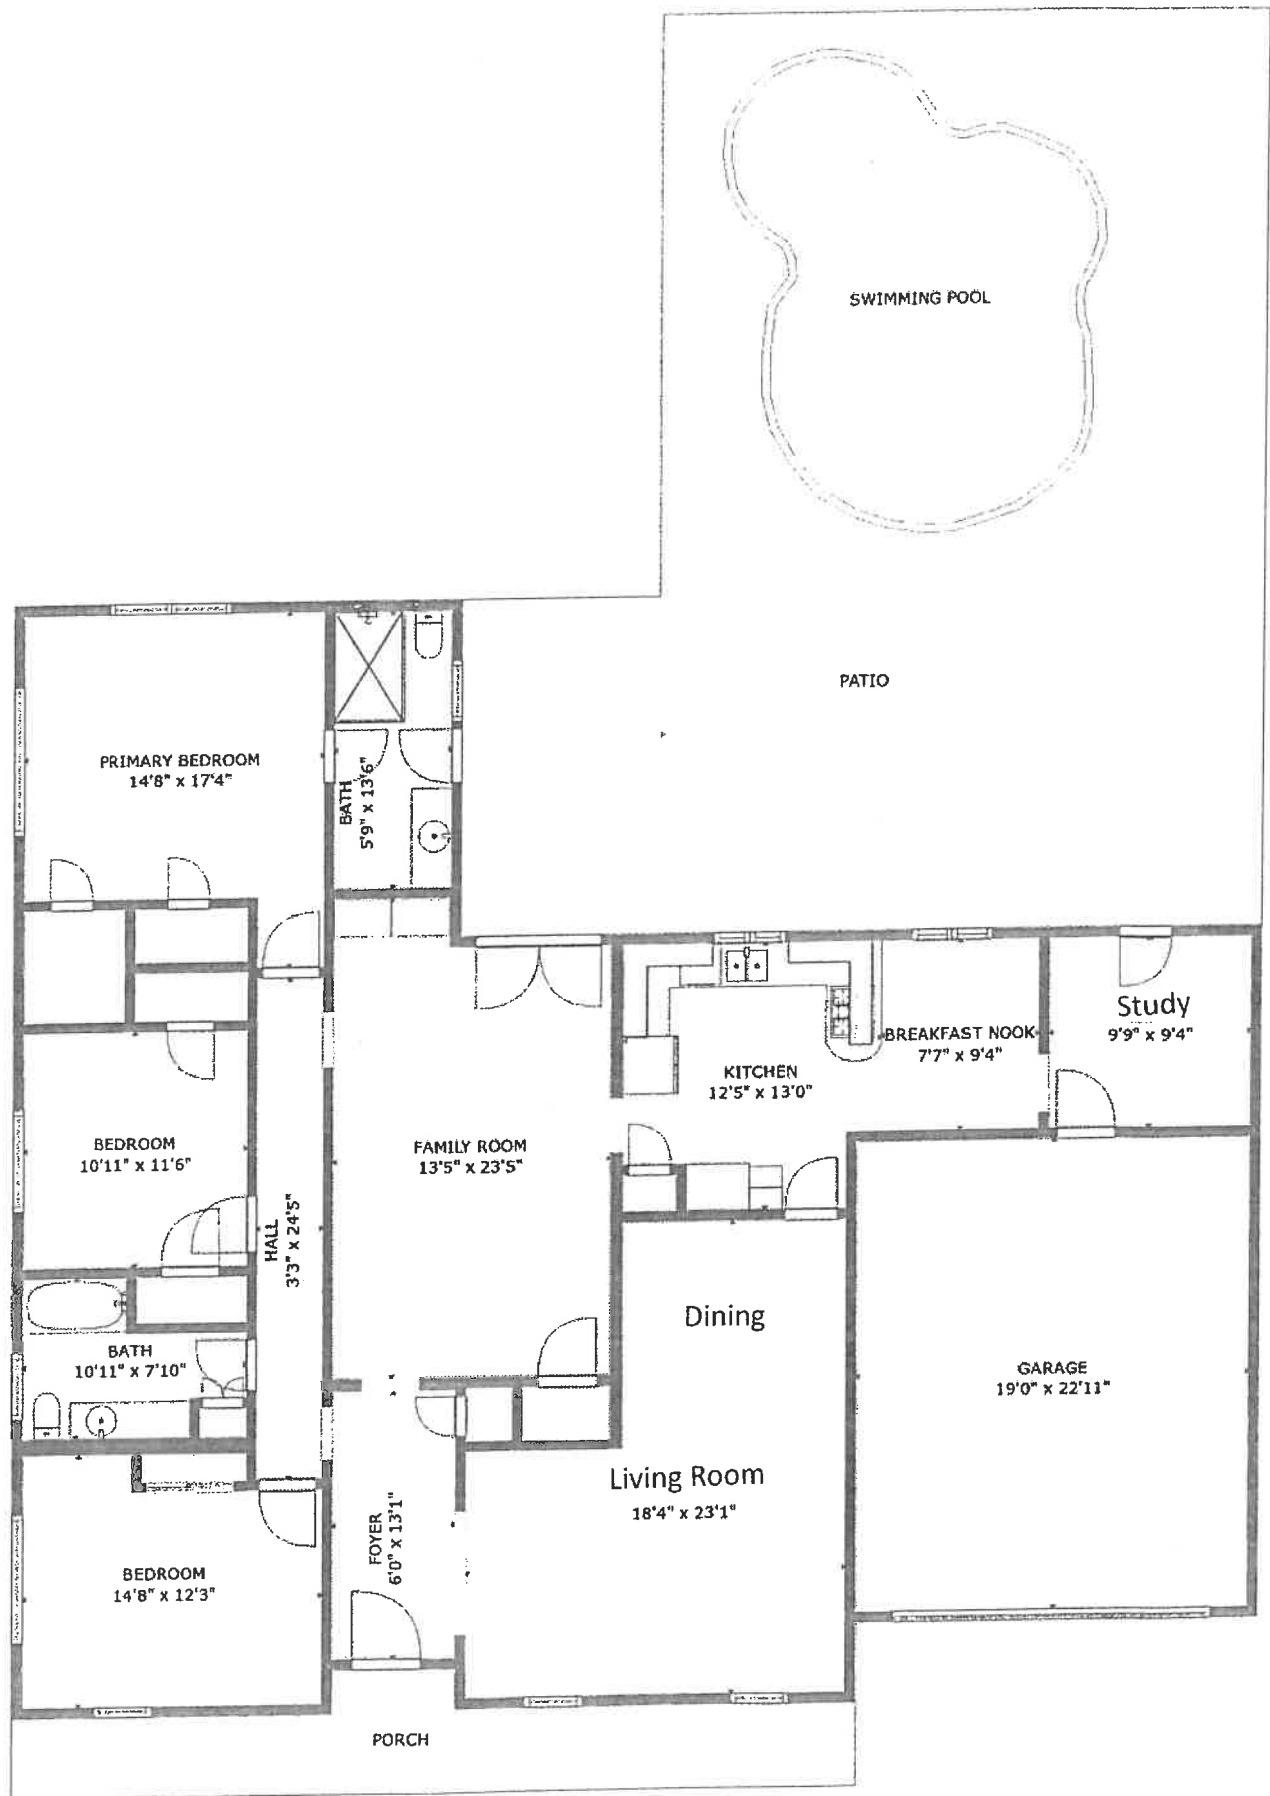 SWIMMING POOL
PATIO
PRIMARY BEDROOM
14'8" x 17'4"
BATH
5'9" x 13'6"
Study
9'9" x 9'4"
BREAKFAST NOOK
7'7" x 9'4"
KITCHEN
12'5" x 13'0"
BEDROOM
10'11" x 11'6"
FAMILY ROOM
13'5" x 23'5"
HALL
3'3" x 24'5"
Dining
BATH
10'11" x 7'10"
GARAGE
19'0" x 22'11"
Living Room
18'4" x 23'1"
FOYER
6'0" x 13'1"
BEDROOM
14'8" x 12'3"
PORCH